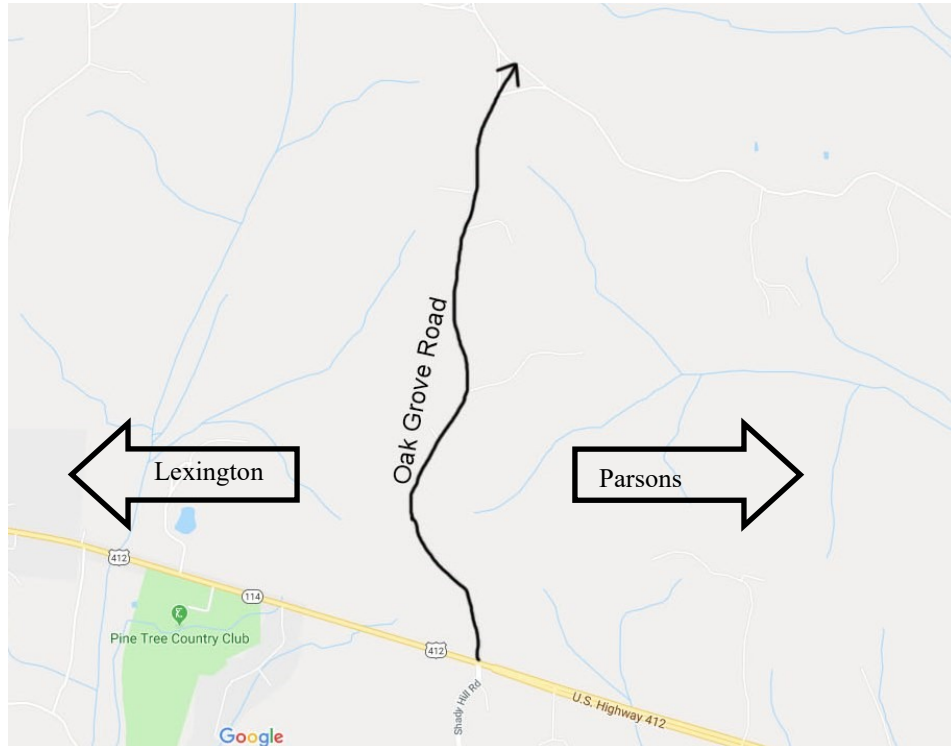 Oak Grove Road
Lexington
Parsons
412
114
Pine Tree Country Club
412
Shady Hill Rd
U.S. Highway 412
Google